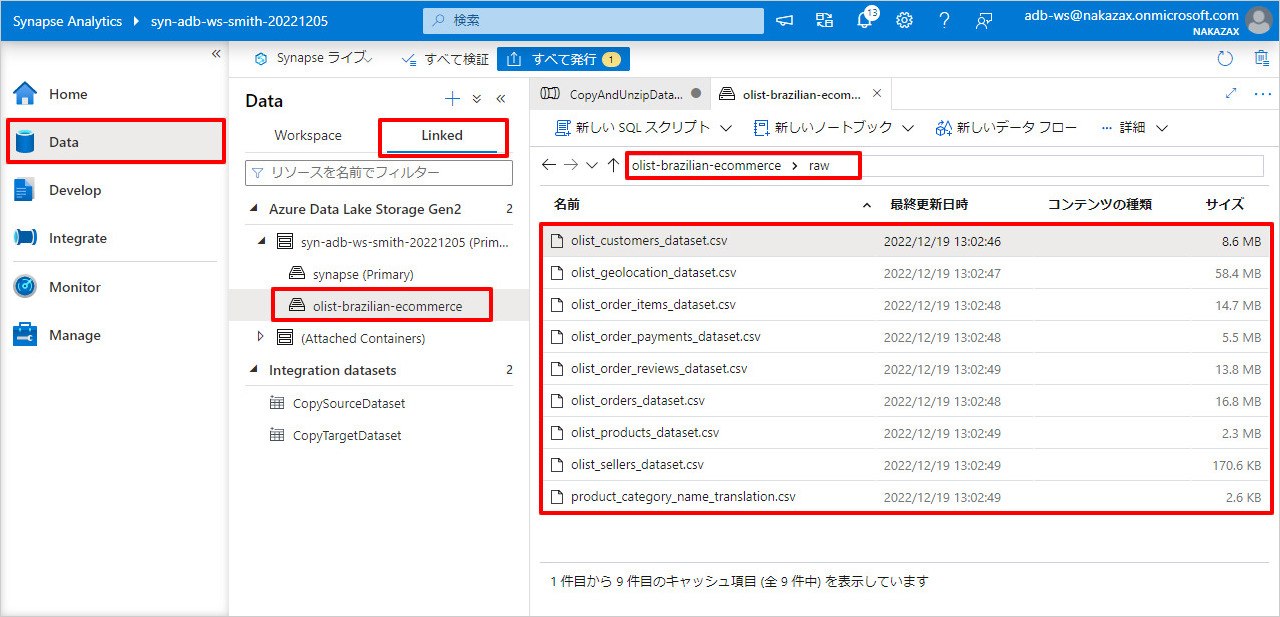 Synapse Analytics ▶ syn-adb-ws-smith-20221205
検索
13
adb-ws@nakazax.onmicrosoft.com
NAKAZAX
Home
Data
Develop
Integrate
Monitor
Manage
Synapse ライブ
すべて検証
すべて発行 1
Data
Workspace
Linked
リソースを名前でフィルター
Azure Data Lake Storage Gen2 2
syn-adb-ws-smith-20221205 (Prim...
synapse (Primary)
olist-brazilian-ecommerce
(Attached Containers)
Integration datasets 2
CopySourceDataset
CopyTargetDataset
CopyAndUnzipData...
olist-brazilian-ecom...
新しい SQL スクリプト
新しいノートブック
新しいデータ フロー
... 詳細
olist-brazilian-ecommerce > raw
名前 最終更新日時 コンテンツの種類 サイズ
olist_customers_dataset.csv 2022/12/19 13:02:46 8.6 MB
olist_geolocation_dataset.csv 2022/12/19 13:02:47 58.4 MB
olist_order_items_dataset.csv 2022/12/19 13:02:48 14.7 MB
olist_order_payments_dataset.csv 2022/12/19 13:02:48 5.5 MB
olist_order_reviews_dataset.csv 2022/12/19 13:02:49 13.8 MB
olist_orders_dataset.csv 2022/12/19 13:02:48 16.8 MB
olist_products_dataset.csv 2022/12/19 13:02:49 2.3 MB
olist_sellers_dataset.csv 2022/12/19 13:02:49 170.6 KB
product_category_name_translation.csv 2022/12/19 13:02:49 2.6 KB
1 件目から 9 件目のキャッシュ項目 (全 9 件中) を表示しています